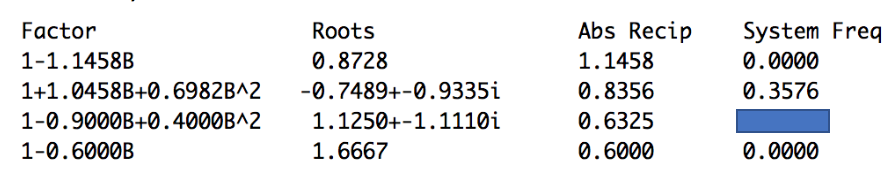 Factor Roots Abs Recip System Freq
1-1.1458B 0.8728 1.1458 0.0000
1+1.0458B+0.6982B^2 -0.7489+-0.9335i 0.8356 0.3576
1-0.9000B+0.4000B^2 1.1250+-1.1110i 0.6325
1-0.6000B 1.6667 0.6000 0.0000